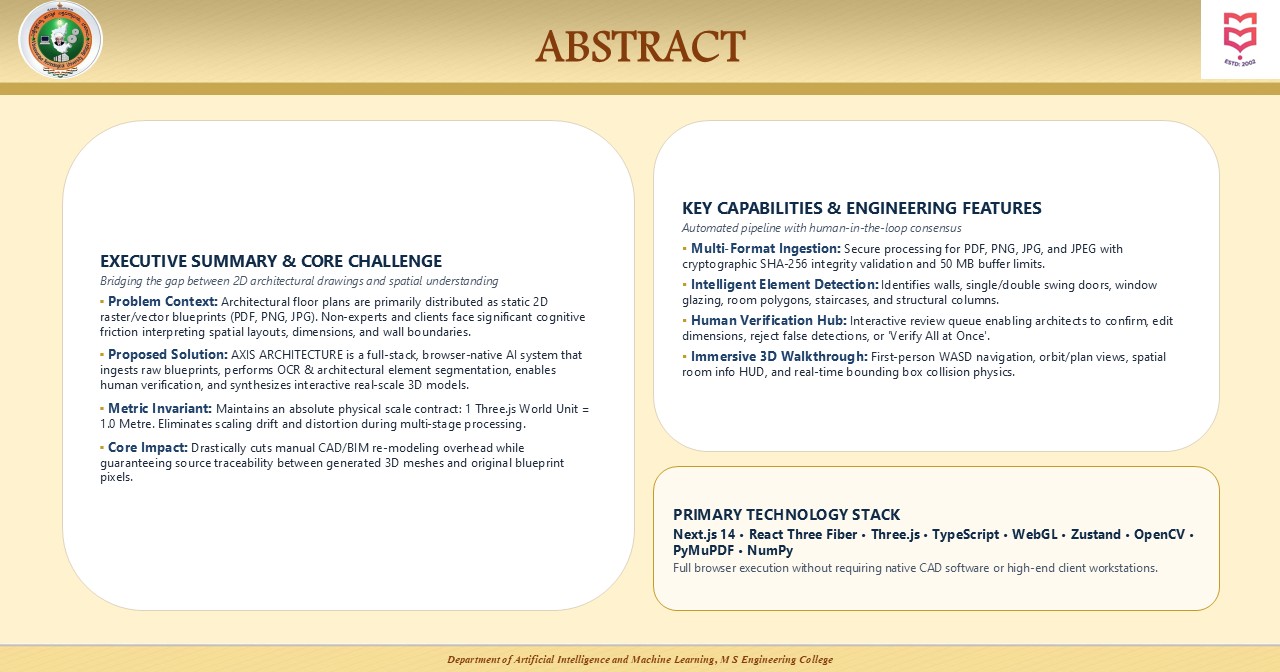 ABSTRACT
ESTD: 2002
EXECUTIVE SUMMARY & CORE CHALLENGE
Bridging the gap between 2D architectural drawings and spatial understanding
▪ Problem Context: Architectural floor plans are primarily distributed as static 2D
raster/vector blueprints (PDF, PNG, JPG). Non-experts and clients face significant cognitive
friction interpreting spatial layouts, dimensions, and wall boundaries.
▪ Proposed Solution: AXIS ARCHITECTURE is a full-stack, browser-native AI system that
ingests raw blueprints, performs OCR & architectural element segmentation, enables
human verification, and synthesizes interactive real-scale 3D models.
▪ Metric Invariant: Maintains an absolute physical scale contract: 1 Three.js World Unit =
1.0 Metre. Eliminates scaling drift and distortion during multi-stage processing.
▪ Core Impact: Drastically cuts manual CAD/BIM re-modeling overhead while
guaranteeing source traceability between generated 3D meshes and original blueprint
pixels.
KEY CAPABILITIES & ENGINEERING FEATURES
Automated pipeline with human-in-the-loop consensus
▪ Multi-Format Ingestion: Secure processing for PDF, PNG, JPG, and JPEG with
cryptographic SHA-256 integrity validation and 50 MB buffer limits.
▪ Intelligent Element Detection: Identifies walls, single/double swing doors, window
glazing, room polygons, staircases, and structural columns.
▪ Human Verification Hub: Interactive review queue enabling architects to confirm, edit
dimensions, reject false detections, or 'Verify All at Once'.
▪ Immersive 3D Walkthrough: First-person WASD navigation, orbit/plan views, spatial
room info HUD, and real-time bounding box collision physics.
PRIMARY TECHNOLOGY STACK
Next.js 14 • React Three Fiber • Three.js • TypeScript • WebGL • Zustand • OpenCV •
PyMuPDF • NumPy
Full browser execution without requiring native CAD software or high-end client workstations.
Department of Artificial Intelligence and Machine Learning, M S Engineering College